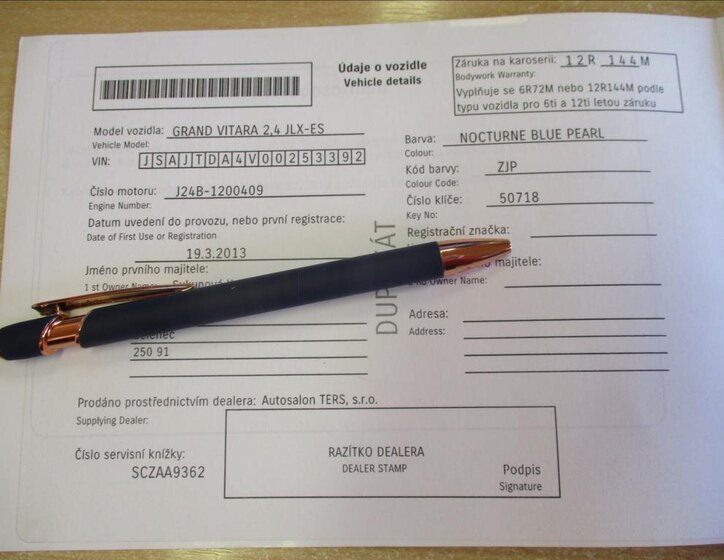 Údaje o vozidle
Vehicle details
Záruka na karoserii: 12R 144M
Bodywork Warranty:
Vyplňuje se 6R72M nebo 12R144M podle
typu vozidla pro 6ti a 12ti letou záruku
Model vozidla: GRAND VITARA 2,4 JLX-ES
Vehicle Model:
VIN: JSAJTDA4V00253392
Číslo motoru: J24B-1200409
Engine Number:
Datum uvedení do provozu, nebo první registrace:
Date of First Use or Registration
19.3.2013
Jméno prvního majitele:
1 st Owner Name:
250 91
Barva: NOCTURNE BLUE PEARL
Colour:
Kód barvy: ZJP
Colour Code:
Číslo klíče: 50718
Key No:
Registrační značka:
majitele:
Owner Name:
Adresa:
Address:
Prodáno prostřednictvím dealera: Autosalon TERS, s.r.o.
Supplying Dealer:
Číslo servisní knížky:
SCZAA9362
RAZÍTKO DEALERA
DEALER STAMP
Podpis
Signature